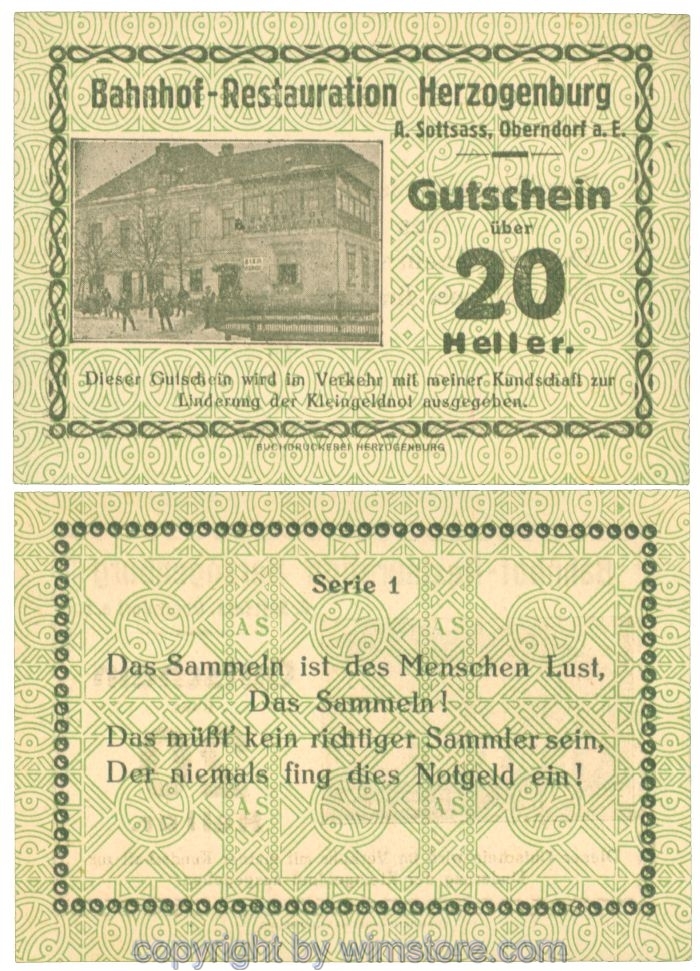 Bahnhof-Restauration Herzogenburg
A. Sottsass, Oberndorf a. E.
Gutschein
über
20
Heller.
BIER
Dieser Gutschein wird im Verkehr mit meiner Kundschaft zur
Linderung der Kleingeldnot ausgegeben.
BUCHDRUCKEREI HERZOGENBURG
Serie 1
AS AS
Das Sammeln ist des Menschen Lust,
Das Sammeln!
Das müßt' kein richtiger Sammler sein,
Der niemals fing dies Notgeld ein!
AS AS
copyright by wimstore.com